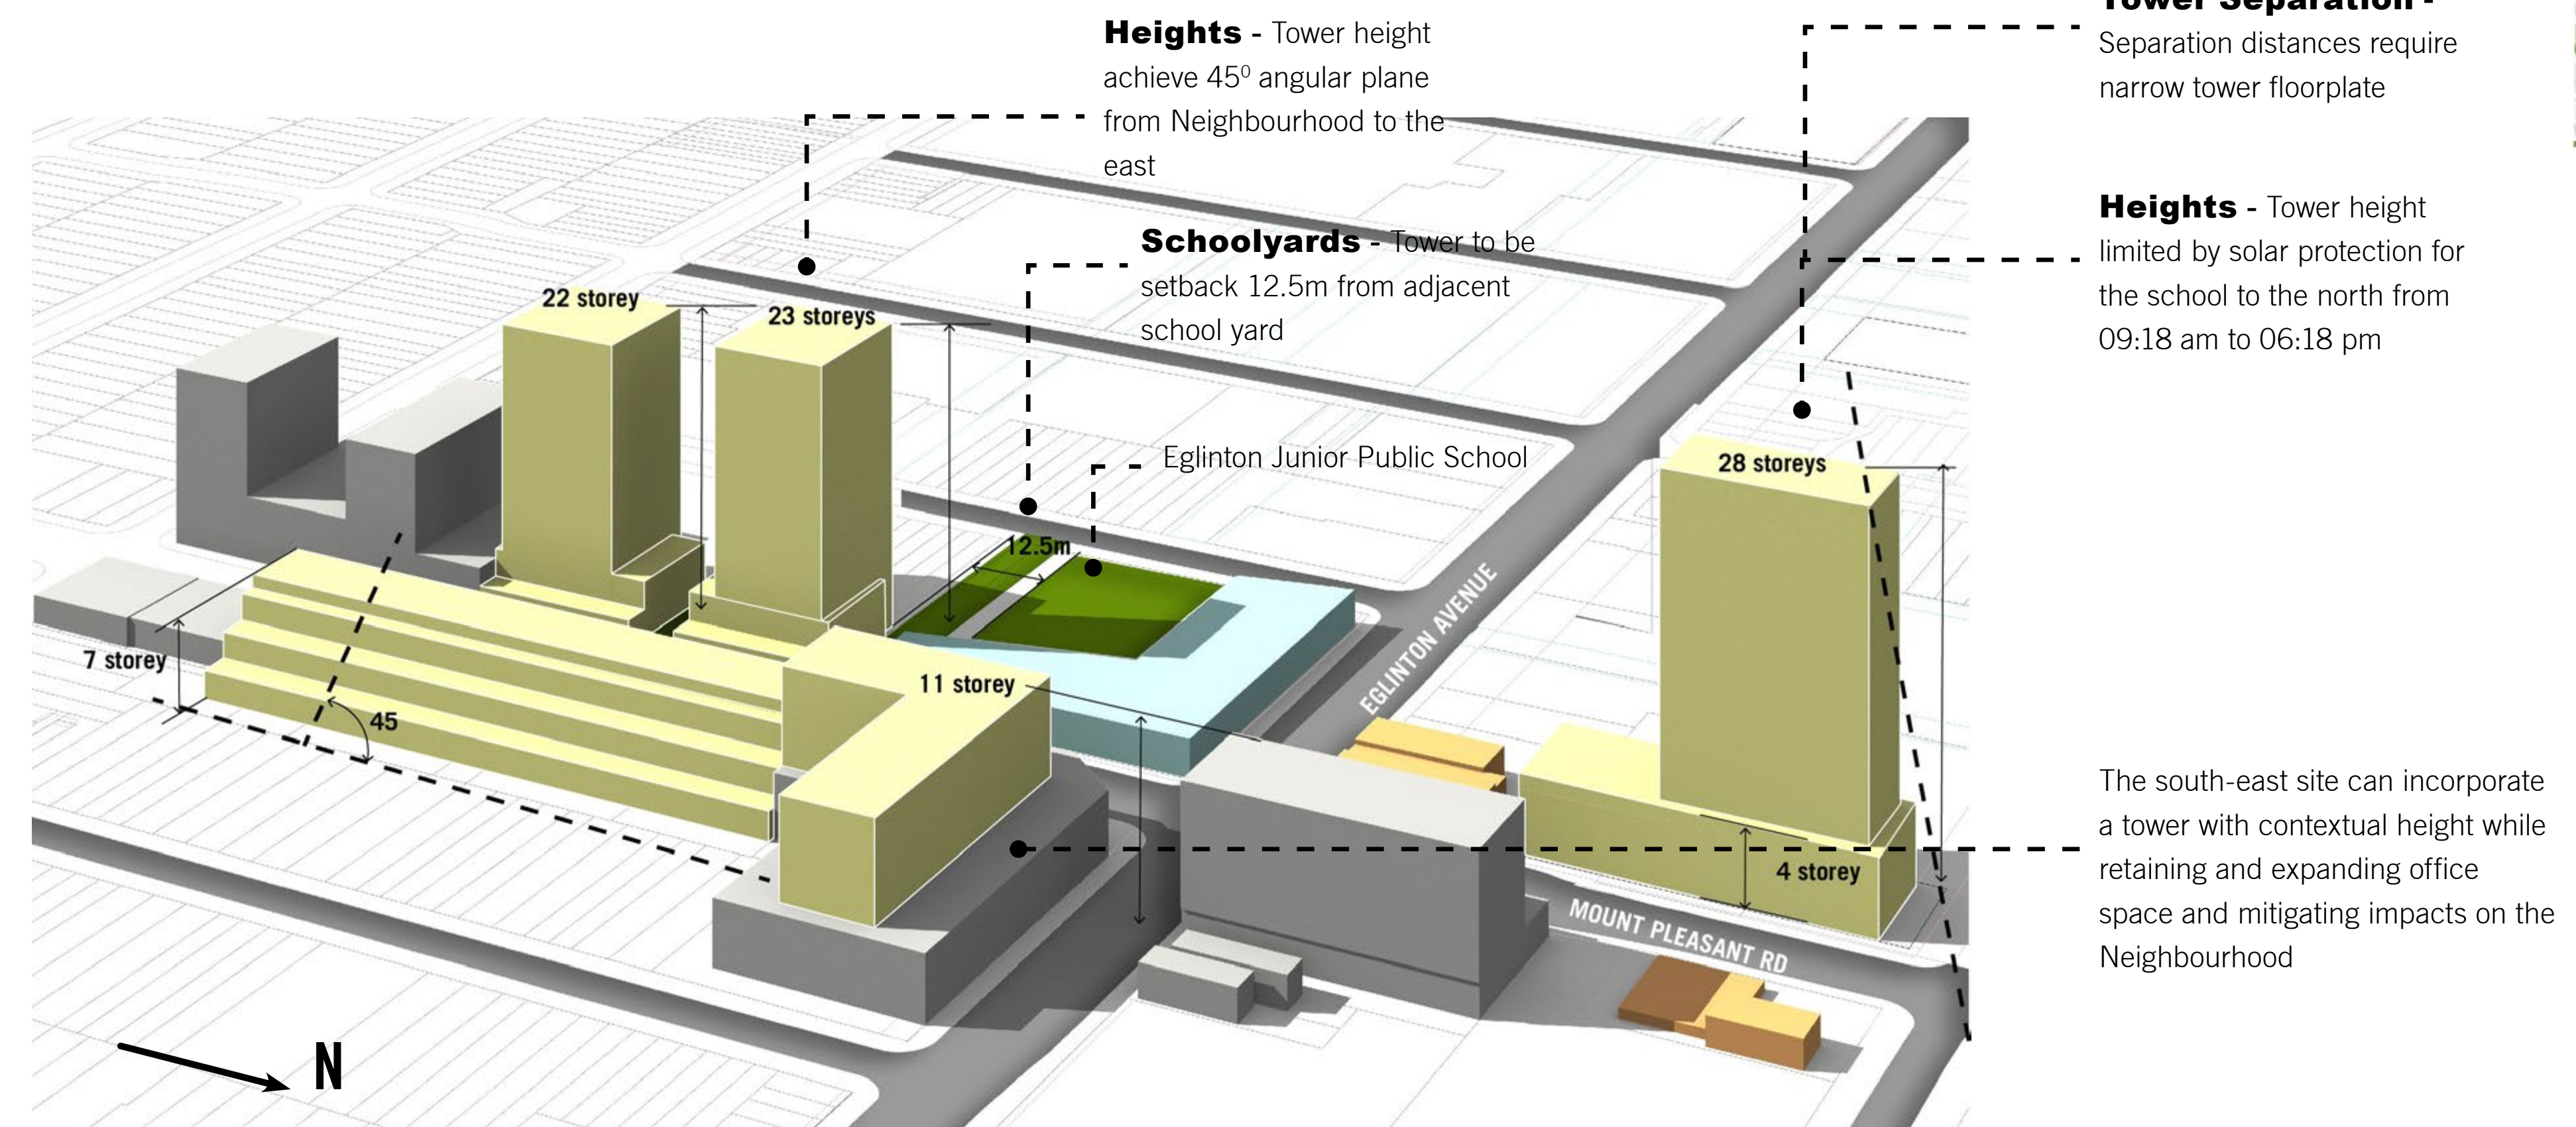 Tower Separation -
Separation distances require
narrow tower floorplate
Heights - Tower height
achieve 45⁰ angular plane
from Neighbourhood to the
east
Heights - Tower height
limited by solar protection for
the school to the north from
09:18 am to 06:18 pm
Schoolyards - Tower to be
setback 12.5m from adjacent
school yard
22 storey
23 storeys
Eglinton Junior Public School
28 storeys
12.5m
EGLINTON AVENUE
7 storey
11 storey
45
The south-east site can incorporate
a tower with contextual height while
retaining and expanding office
space and mitigating impacts on the
Neighbourhood
4 storey
MOUNT PLEASANT RD
N